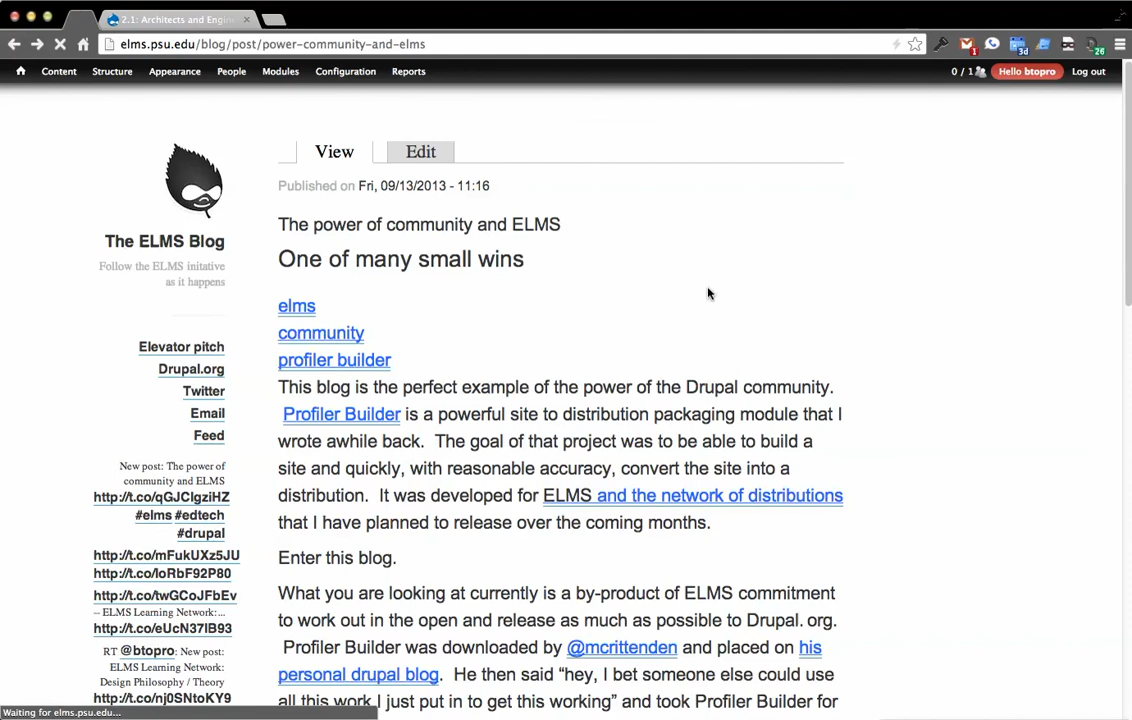 2.1: Architects and Engin
elms.psu.edu/blog/post/power-community-and-elms
1
3d
26
Content Structure Appearance People Modules Configuration Reports
0 / 1 Hello btopro Log out
View Edit
Published on Fri, 09/13/2013 - 11:16
The power of community and ELMS
One of many small wins
elms
community
profiler builder
This blog is the perfect example of the power of the Drupal community.
Profiler Builder is a powerful site to distribution packaging module that I
wrote awhile back. The goal of that project was to be able to build a
site and quickly, with reasonable accuracy, convert the site into a
distribution. It was developed for ELMS and the network of distributions
that I have planned to release over the coming months.
Enter this blog.
What you are looking at currently is a by-product of ELMS commitment
to work out in the open and release as much as possible to Drupal. org.
Profiler Builder was downloaded by @mcrittenden and placed on his
personal drupal blog. He then said “hey, I bet someone else could use
all this work I just put in to get this working” and took Profiler Builder for
The ELMS Blog
Follow the ELMS initative
as it happens
Elevator pitch
Drupal.org
Twitter
Email
Feed
New post: The power of
community and ELMS
http://t.co/qGJClgziHZ
#elms #edtech
#drupal
http://t.co/mFukUXz5JU
http://t.co/loRbF92P80
http://t.co/twGCoJFbEv
-- ELMS Learning Network:...
http://t.co/eUcN37lB93
RT @btopro: New post:
ELMS Learning Network:
Design Philosophy / Theory
http://t.co/nj0SNtoKY9
Waiting for elms.psu.edu...